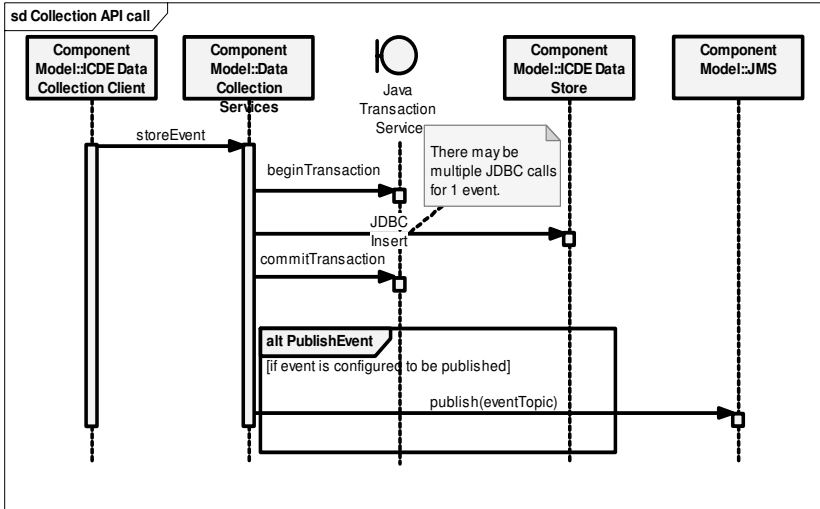 sd Collection API call
Component
Model::ICDE Data
Collection Client
Component
Model::Data
Collection
Services
Java
Transaction
Service
Component
Model::ICDE Data
Store
Component
Model::JMS
There may be
multiple JDBC calls
for 1 event.
storeEvent
beginTransaction
JDBC
Insert
commitTransaction
alt PublishEvent
[if event is configured to be published]
publish(eventTopic)